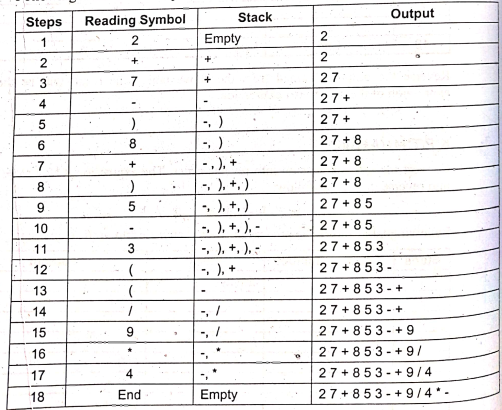 Steps Reading Symbol Stack Output
1 2 Empty 2
2 + + 2
3 7 + 2 7
4 - - 2 7 +
5 ) -, ) 2 7 +
6 8 -, ) 2 7 + 8
7 + - , ), + 2 7 + 8
8 ) -, ), +, ) 2 7 + 8
9 5 -, ), +, ) 2 7 + 8 5
10 - -, ), +, ), - 2 7 + 8 5
11 3 -, ), +, ), - 2 7 + 8 5 3
12 ( -, ), + 2 7 + 8 5 3 -
13 ( - 2 7 + 8 5 3 - +
14 / -, / 2 7 + 8 5 3 - +
15 9 -, / 2 7 + 8 5 3 - + 9
16 * -, * 2 7 + 8 5 3 - + 9 /
17 4 -, * 2 7 + 8 5 3 - + 9 / 4
18 End Empty 2 7 + 8 5 3 - + 9 / 4 * -